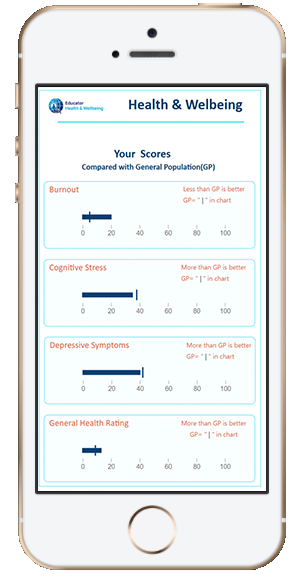 Educator
Health & Wellbeing
Health & Welbeing
Your Scores
Compared with General Population(GP)
Burnout
Less than GP is better
GP= " | " in chart
0 20 40 60 80 100
Cognitive Stress
More than GP is better
GP= " | " in chart
0 20 40 60 80 100
Depressive Symptoms
More than GP is better
GP= " | " in chart
0 20 40 60 80 100
General Health Rating
More than GP is better
GP= " | " in chart
0 20 40 60 80 100